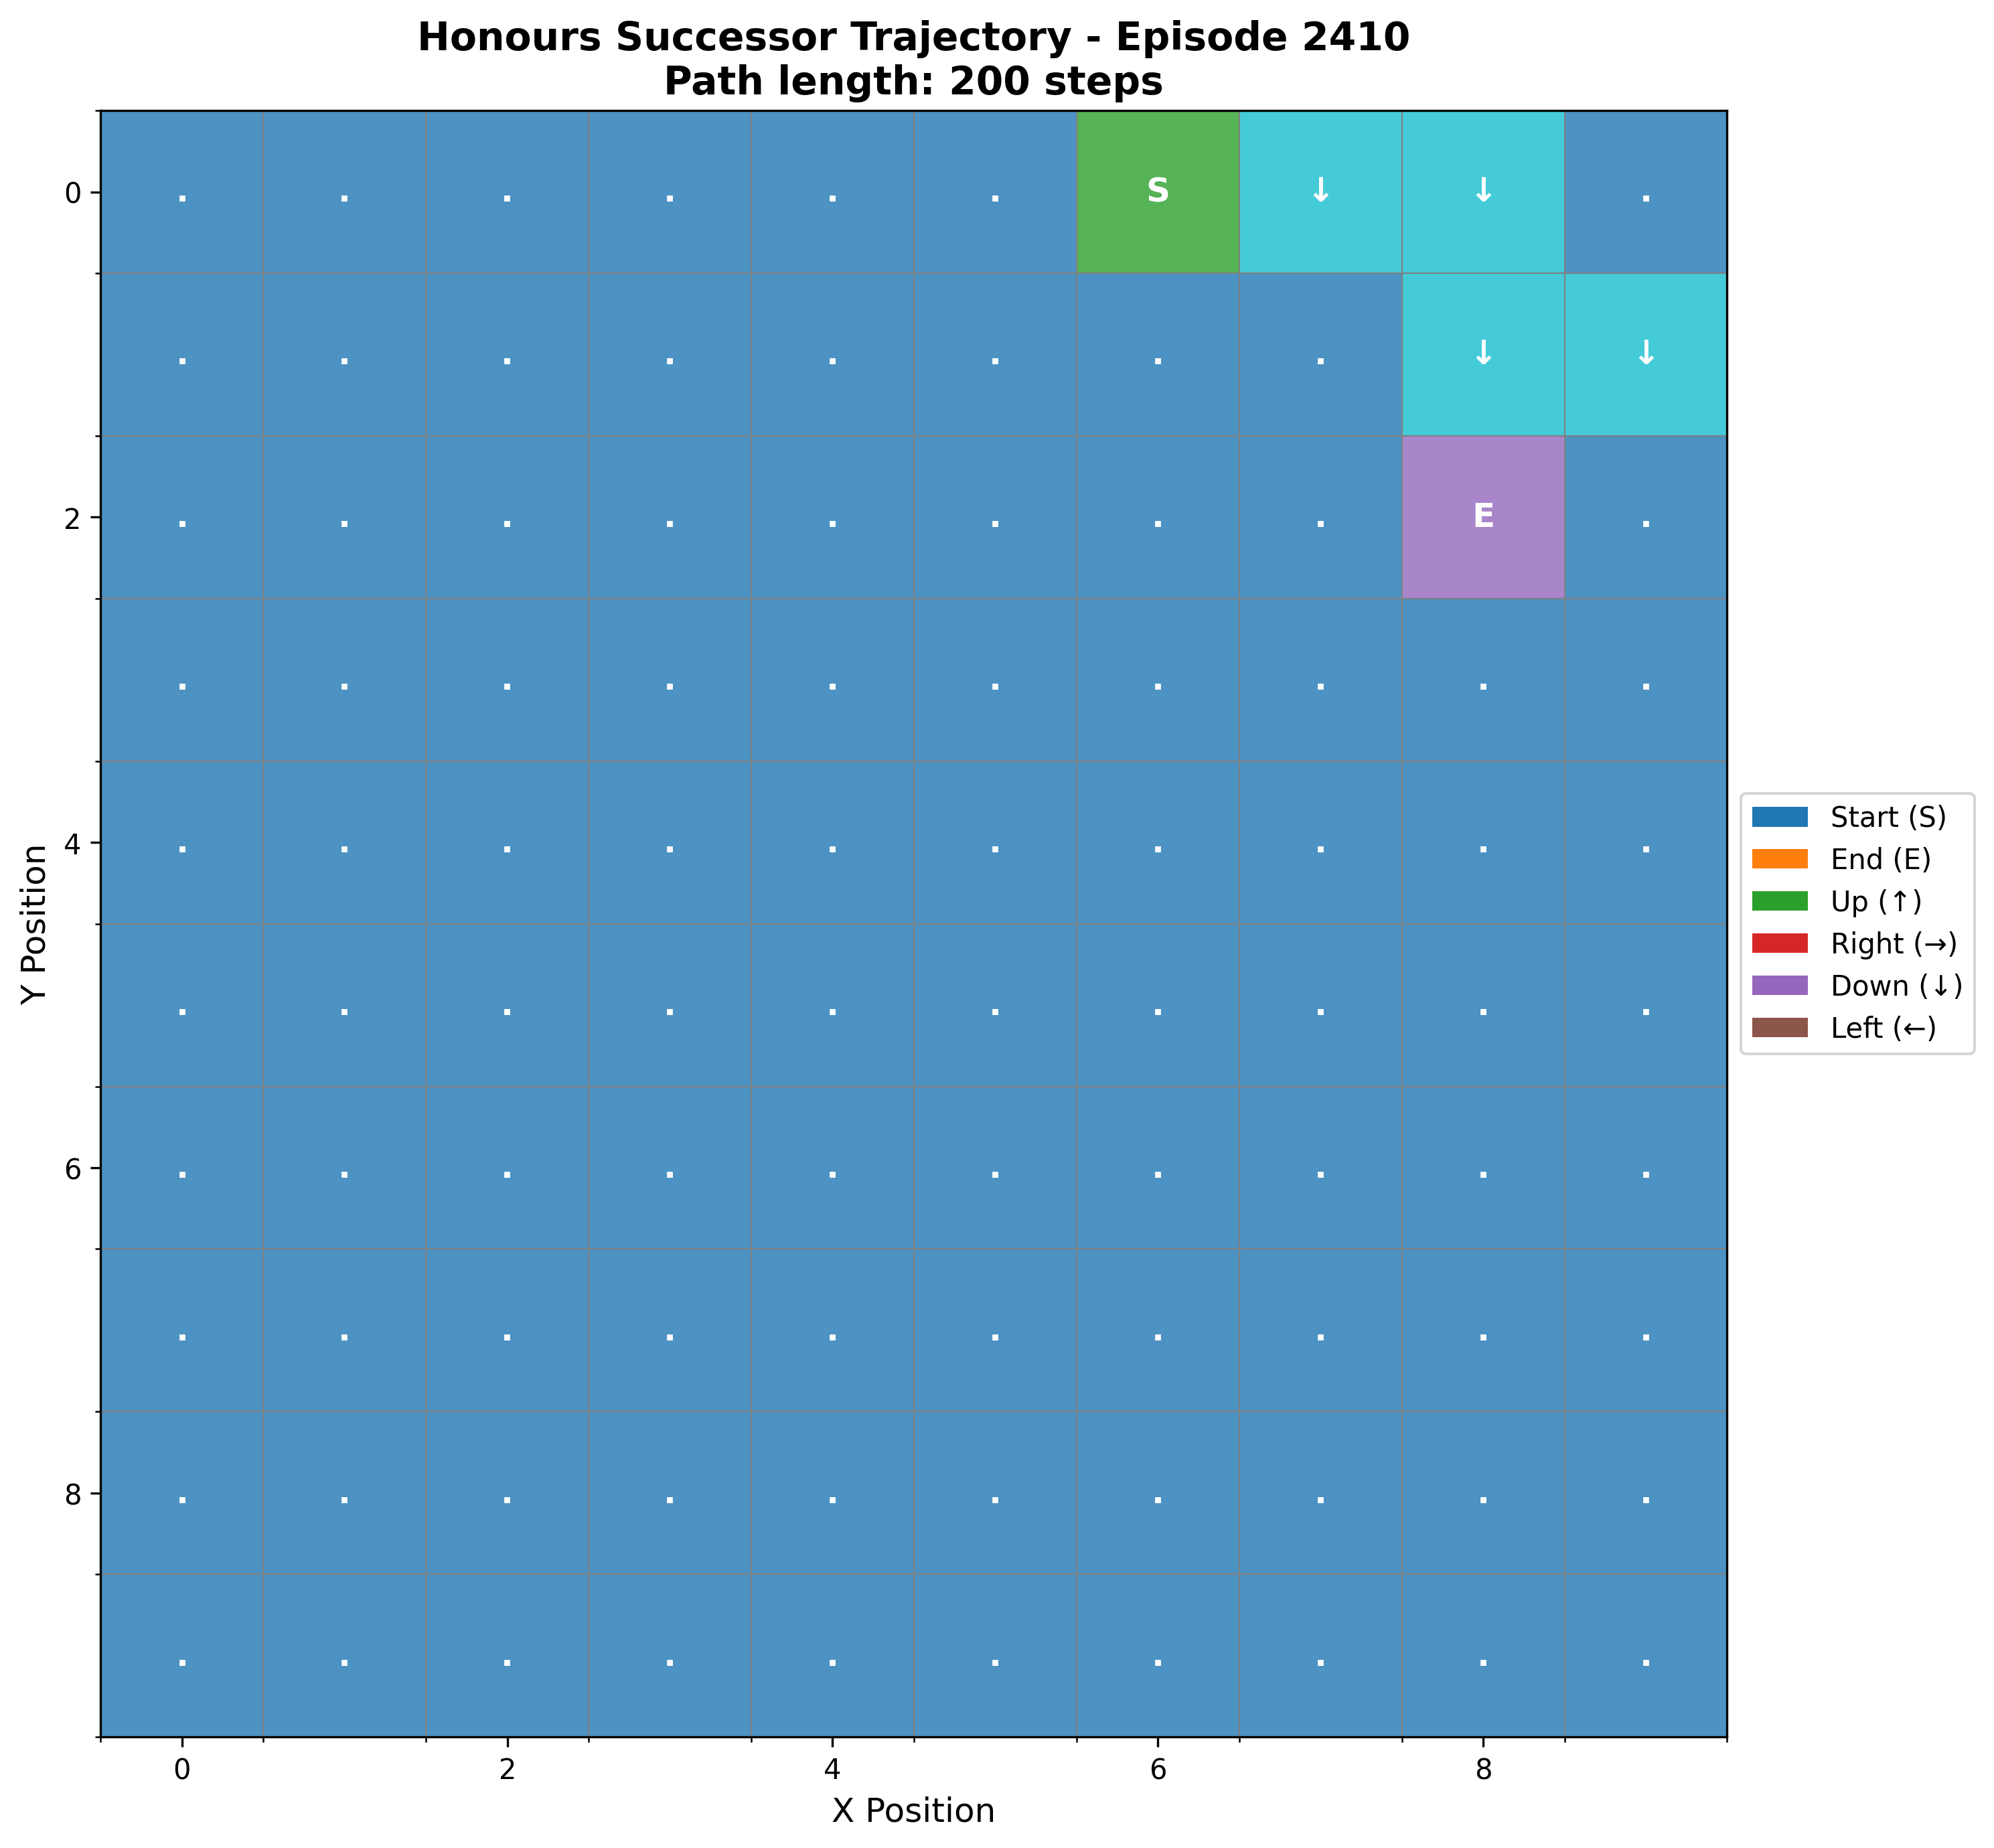 Honours Successor Trajectory - Episode 2410
Path length: 200 steps
0 . . . . . . S ↓ ↓ .
. . . . . . . . ↓ ↓
2 . . . . . . . . E .
. . . . . . . . . .
4 . . . . . . . . . .
. . . . . . . . . .
6 . . . . . . . . . .
. . . . . . . . . .
8 . . . . . . . . . .
. . . . . . . . . .
0 2 4 6 8
X Position
Y Position
Start (S)
End (E)
Up (↑)
Right (→)
Down (↓)
Left (←)